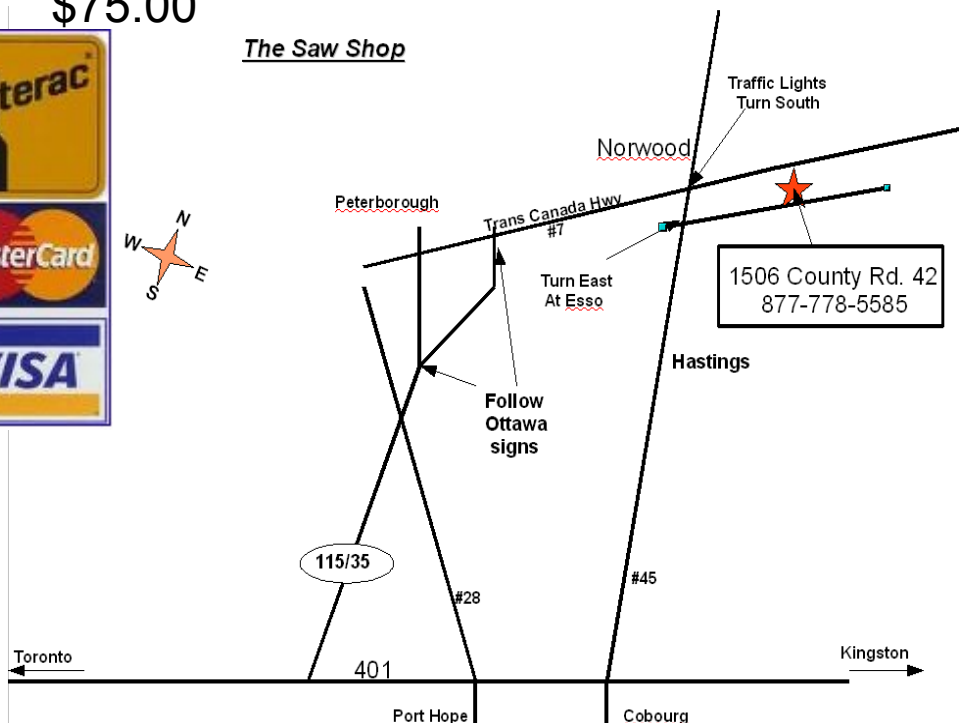 $75.00
The Saw Shop
terac
terCard
ISA
N
W
E
S
Traffic Lights
Turn South
Norwood
Peterborough
Trans Canada Hwy
#7
Turn East
At Esso
1506 County Rd. 42
877-778-5585
Hastings
Follow
Ottawa
signs
115/35
#28
#45
Toronto
401
Kingston
Port Hope
Cobourg